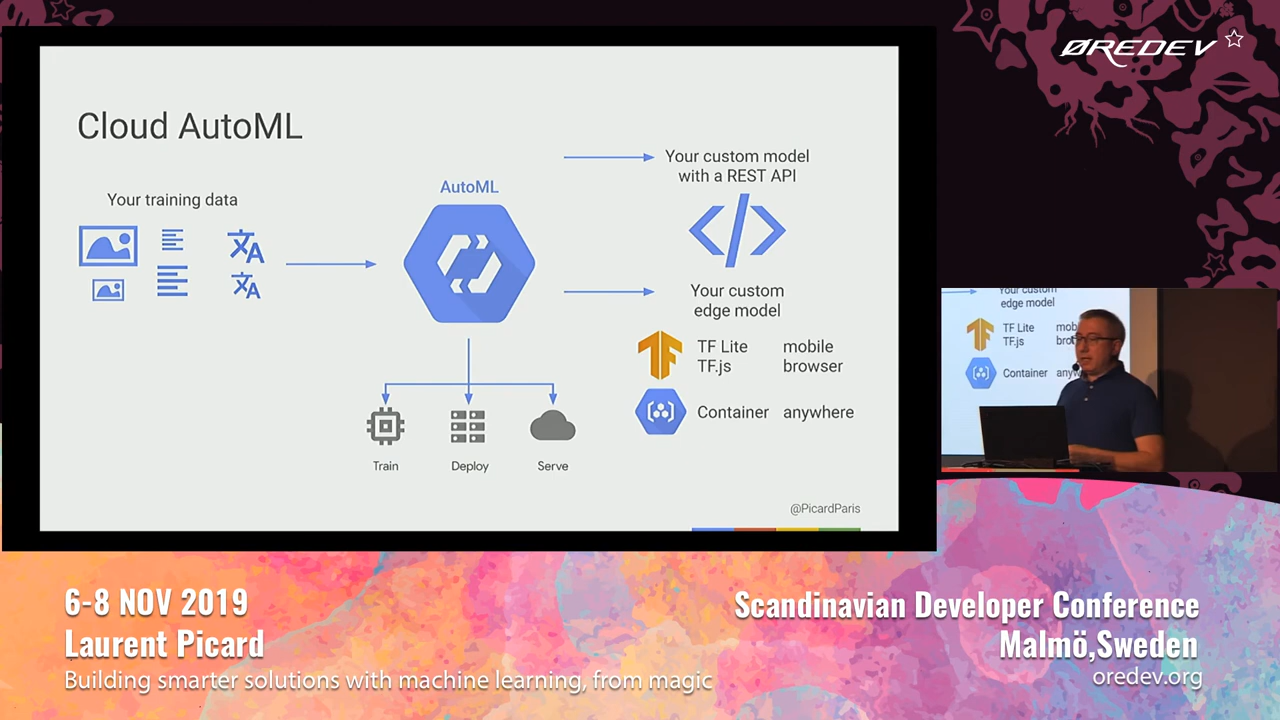 ØREDEV
Cloud AutoML
Your training data
AutoML
Train
Deploy
Serve
Your custom model
with a REST API
Your custom
edge model
TF Lite mobile
TF.js browser
Container anywhere
@PicardParis
Your custom
edge model
TF Lite
TF.js
Container
6-8 NOV 2019
Laurent Picard
Building smarter solutions with machine learning, from magic
Scandinavian Developer Conference
Malmö,Sweden
oredev.org